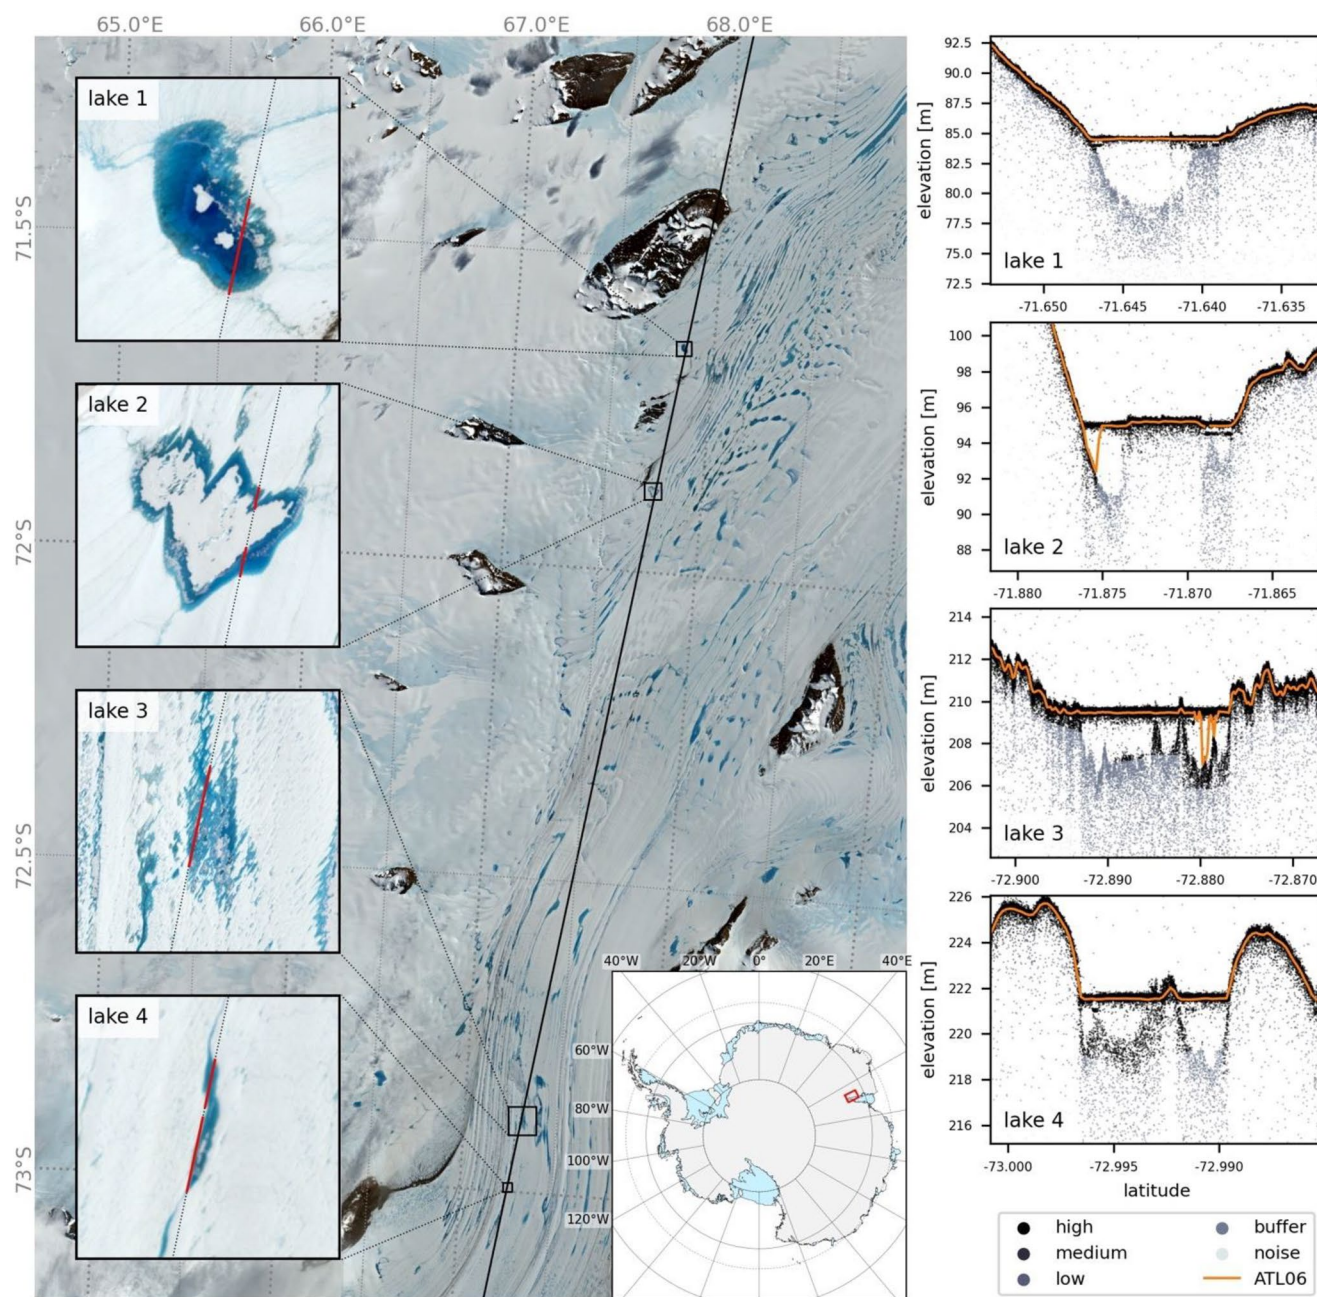 65.0°E 66.0°E 67.0°E 68.0°E
71.5°S
72°S
72.5°S
73°S
lake 1
lake 2
lake 3
lake 4
40°W 20°W 0° 20°E 40°E
60°W
80°W
100°W
120°W
92.5
90.0
87.5
85.0
82.5
80.0
77.5
75.0
72.5
elevation [m]
lake 1
-71.650 -71.645 -71.640 -71.635
100
98
96
94
92
90
88
elevation [m]
lake 2
-71.880 -71.875 -71.870 -71.865
214
212
210
208
206
204
elevation [m]
lake 3
-72.900 -72.890 -72.880 -72.870
226
224
222
220
218
216
elevation [m]
lake 4
-73.000 -72.995 -72.990
latitude
high buffer
medium noise
low ATL06